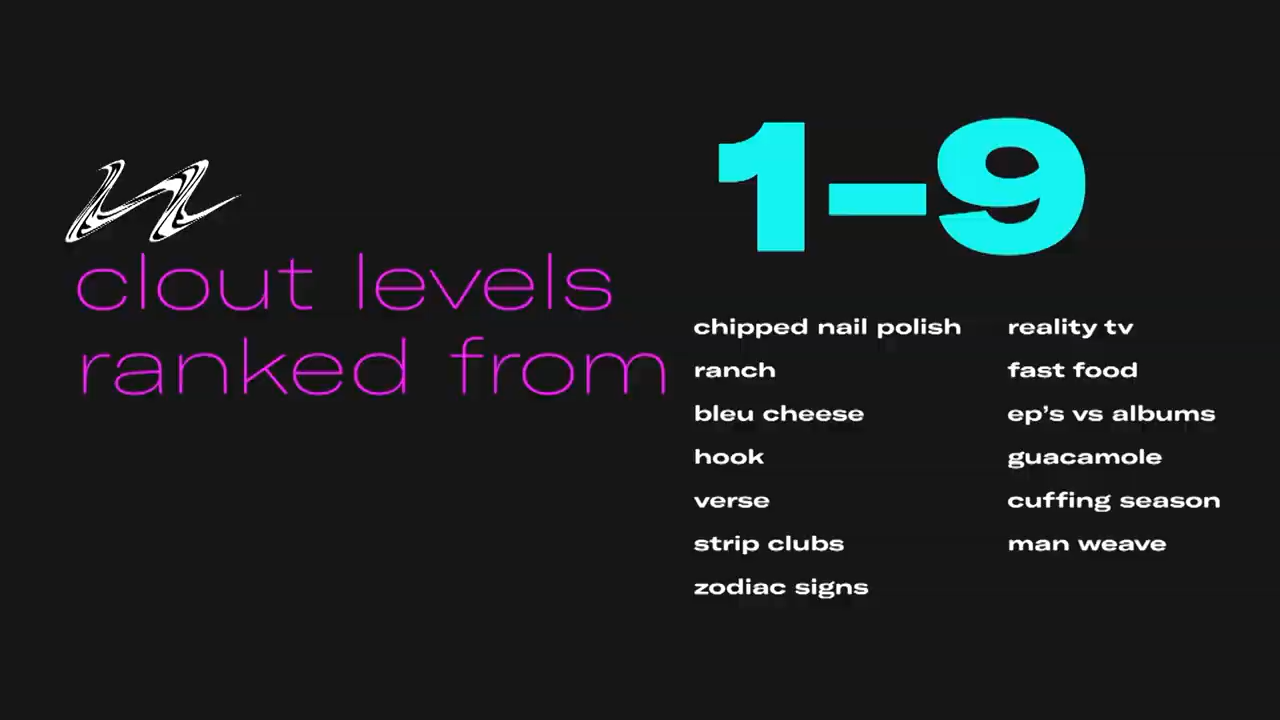 clout levels
ranked from
1–9
chipped nail polish
ranch
bleu cheese
hook
verse
strip clubs
zodiac signs
reality tv
fast food
ep's vs albums
guacamole
cuffing season
man weave